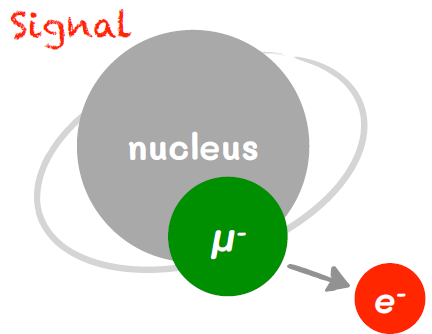 Signal
nucleus
μ-
e-